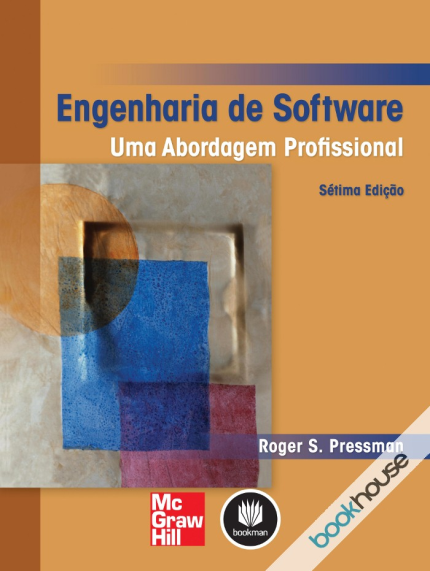 Engenharia de Software
Uma Abordagem Profissional
Sétima Edição
Roger S. Pressman
Mc
Graw
Hill
bookman
bookhouse